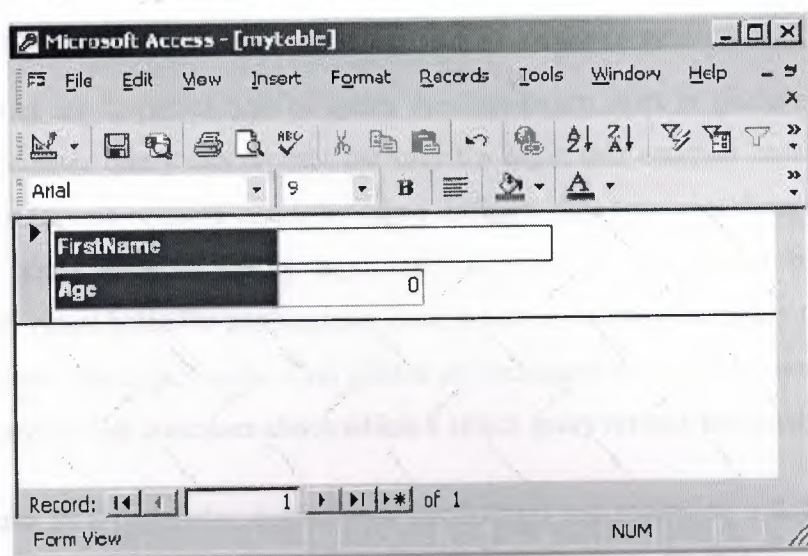 Microsoft Access - [mytable]
File Edit View Insert Format Records Tools Window Help
ABC A Z Z A
Arial 9 B A
FirstName
Age 0
Record: 1 of 1
Form View NUM